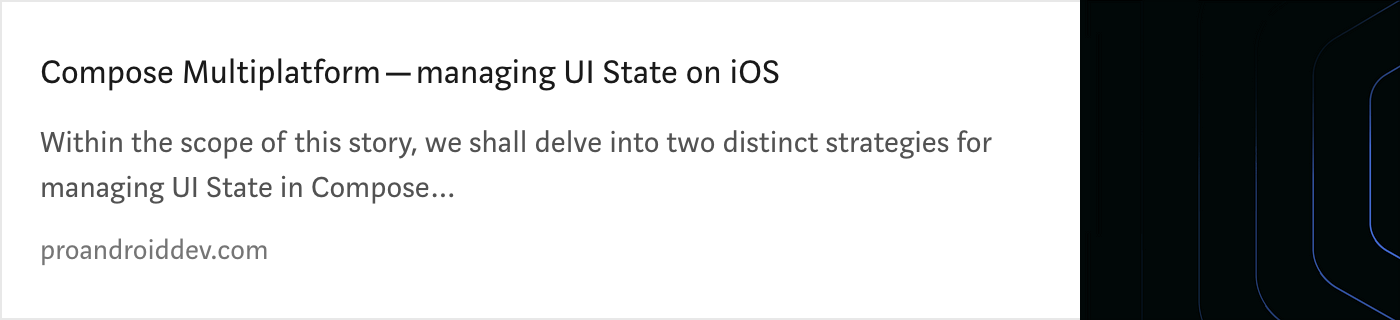 Compose Multiplatform — managing UI State on iOS
Within the scope of this story, we shall delve into two distinct strategies for
managing UI State in Compose…
proandroiddev.com